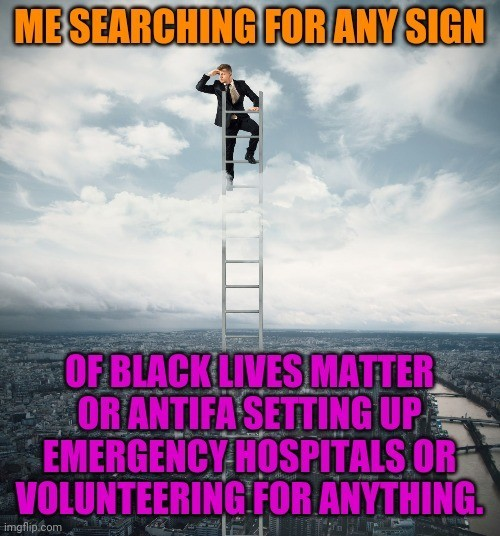 ME SEARCHING FOR ANY SIGN
OF BLACK LIVES MATTER
OR ANTIFA SETTING UP
EMERGENCY HOSPITALS OR
VOLUNTEERING FOR ANYTHING.
imgflip.com